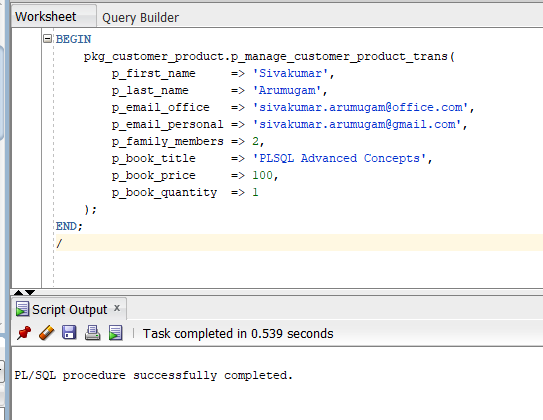 Worksheet Query Builder
BEGIN
    pkg_customer_product.p_manage_customer_product_trans(
        p_first_name     => 'Sivakumar',
        p_last_name      => 'Arumugam',
        p_email_office   => 'sivakumar.arumugam@office.com',
        p_email_personal => 'sivakumar.arumugam@gmail.com',
        p_family_members => 2,
        p_book_title     => 'PLSQL Advanced Concepts',
        p_book_price     => 100,
        p_book_quantity  => 1
    );
END;
/
Script Output x
Task completed in 0.539 seconds
PL/SQL procedure successfully completed.